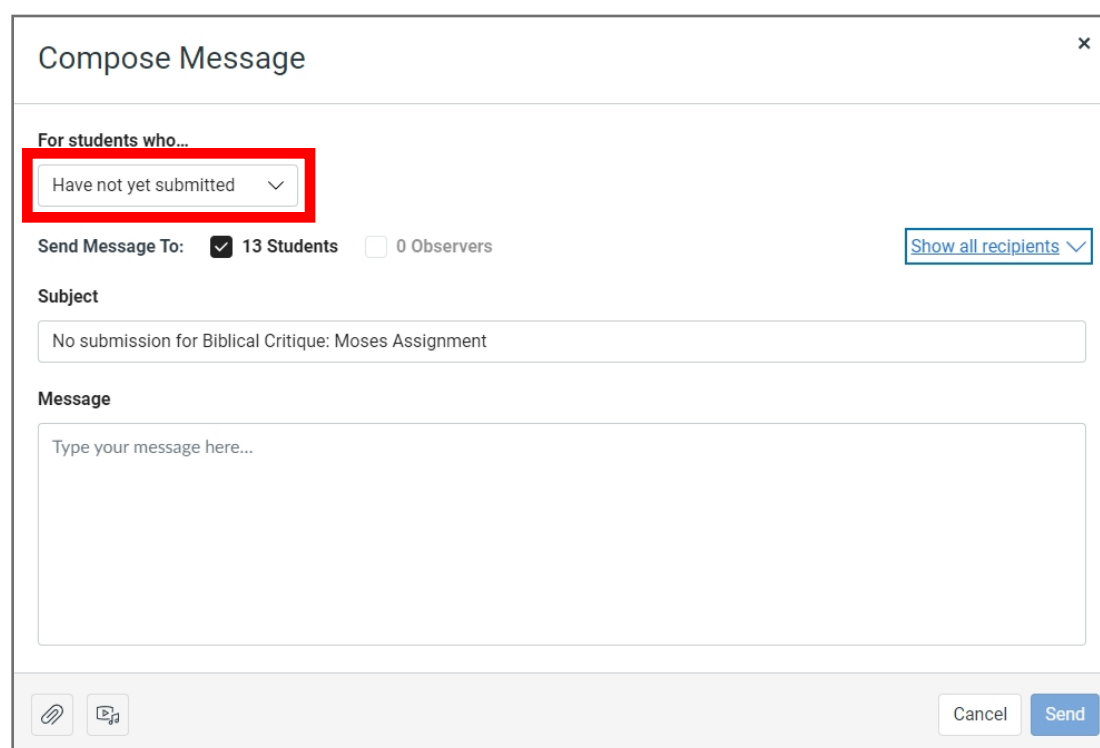 Compose Message
×
For students who…
Have not yet submitted
Send Message To: 13 Students 0 Observers Show all recipients
Subject
No submission for Biblical Critique: Moses Assignment
Message
Type your message here…
Cancel Send